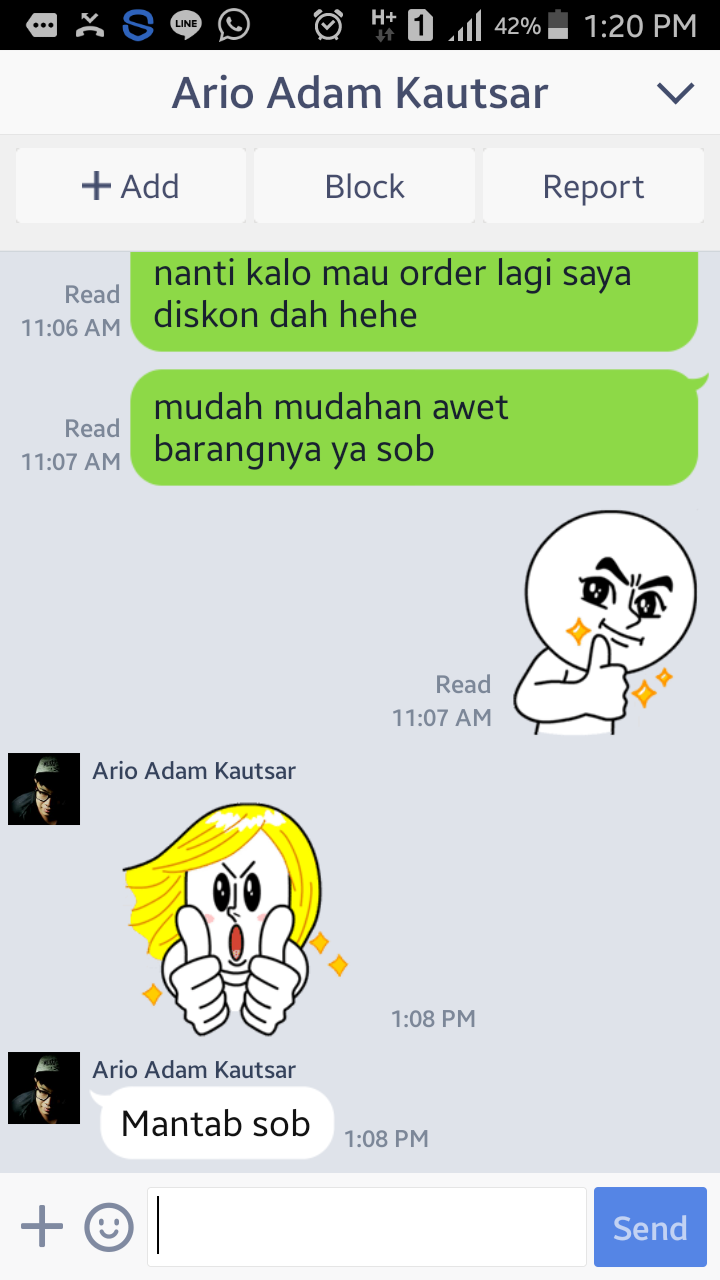 LINE
H+
1
42%
1:20 PM
Ario Adam Kautsar
+ Add
Block
Report
nanti kalo mau order lagi saya
diskon dah hehe
Read
11:06 AM
mudah mudahan awet
barangnya ya sob
Read
11:07 AM
Read
11:07 AM
Ario Adam Kautsar
1:08 PM
Ario Adam Kautsar
Mantab sob
1:08 PM
Send